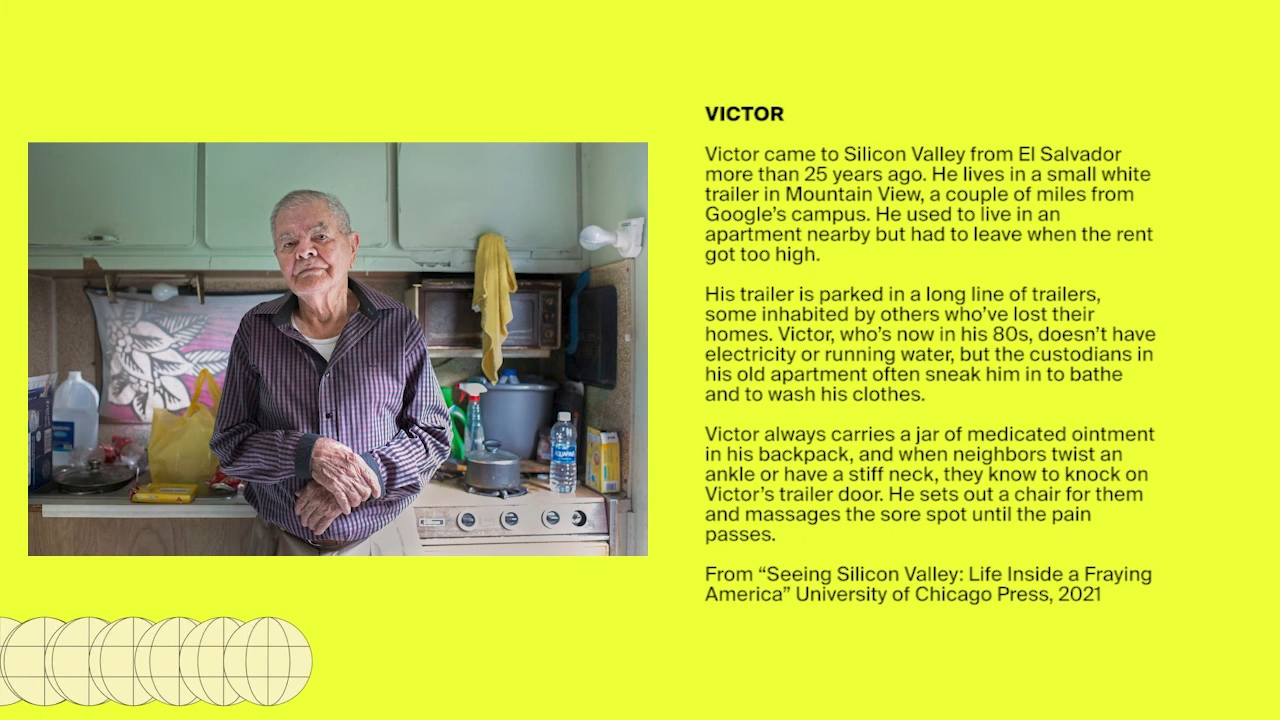 VICTOR
Victor came to Silicon Valley from El Salvador
more than 25 years ago. He lives in a small white
trailer in Mountain View, a couple of miles from
Google’s campus. He used to live in an
apartment nearby but had to leave when the rent
got too high.
His trailer is parked in a long line of trailers,
some inhabited by others who’ve lost their
homes. Victor, who’s now in his 80s, doesn’t have
electricity or running water, but the custodians in
his old apartment often sneak him in to bathe
and to wash his clothes.
Victor always carries a jar of medicated ointment
in his backpack, and when neighbors twist an
ankle or have a stiff neck, they know to knock on
Victor’s trailer door. He sets out a chair for them
and massages the sore spot until the pain
passes.
From “Seeing Silicon Valley: Life Inside a Fraying
America” University of Chicago Press, 2021
AQUAFINA